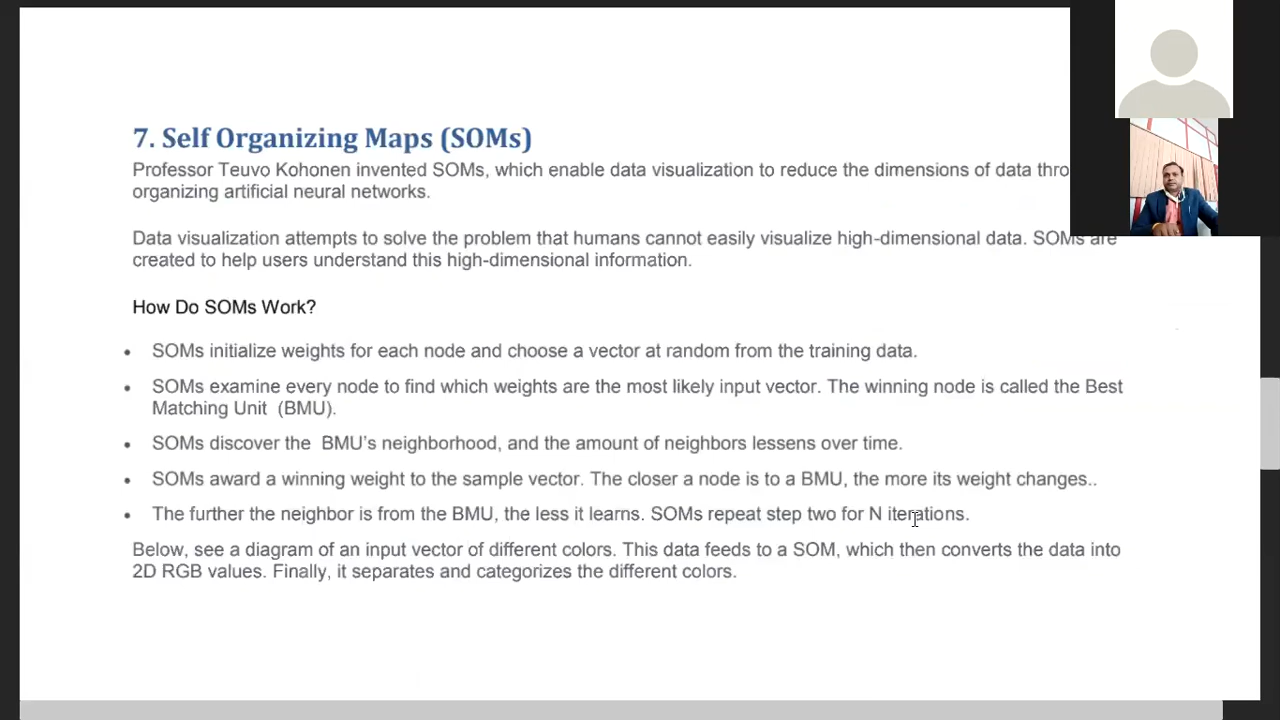 7. Self Organizing Maps (SOMs)
Professor Teuvo Kohonen invented SOMs, which enable data visualization to reduce the dimensions of data thro
organizing artificial neural networks.
Data visualization attempts to solve the problem that humans cannot easily visualize high-dimensional data. SOMs are
created to help users understand this high-dimensional information.
How Do SOMs Work?
• SOMs initialize weights for each node and choose a vector at random from the training data.
• SOMs examine every node to find which weights are the most likely input vector. The winning node is called the Best
Matching Unit (BMU).
• SOMs discover the BMU's neighborhood, and the amount of neighbors lessens over time.
• SOMs award a winning weight to the sample vector. The closer a node is to a BMU, the more its weight changes..
• The further the neighbor is from the BMU, the less it learns. SOMs repeat step two for N iterations.
Below, see a diagram of an input vector of different colors. This data feeds to a SOM, which then converts the data into
2D RGB values. Finally, it separates and categorizes the different colors.